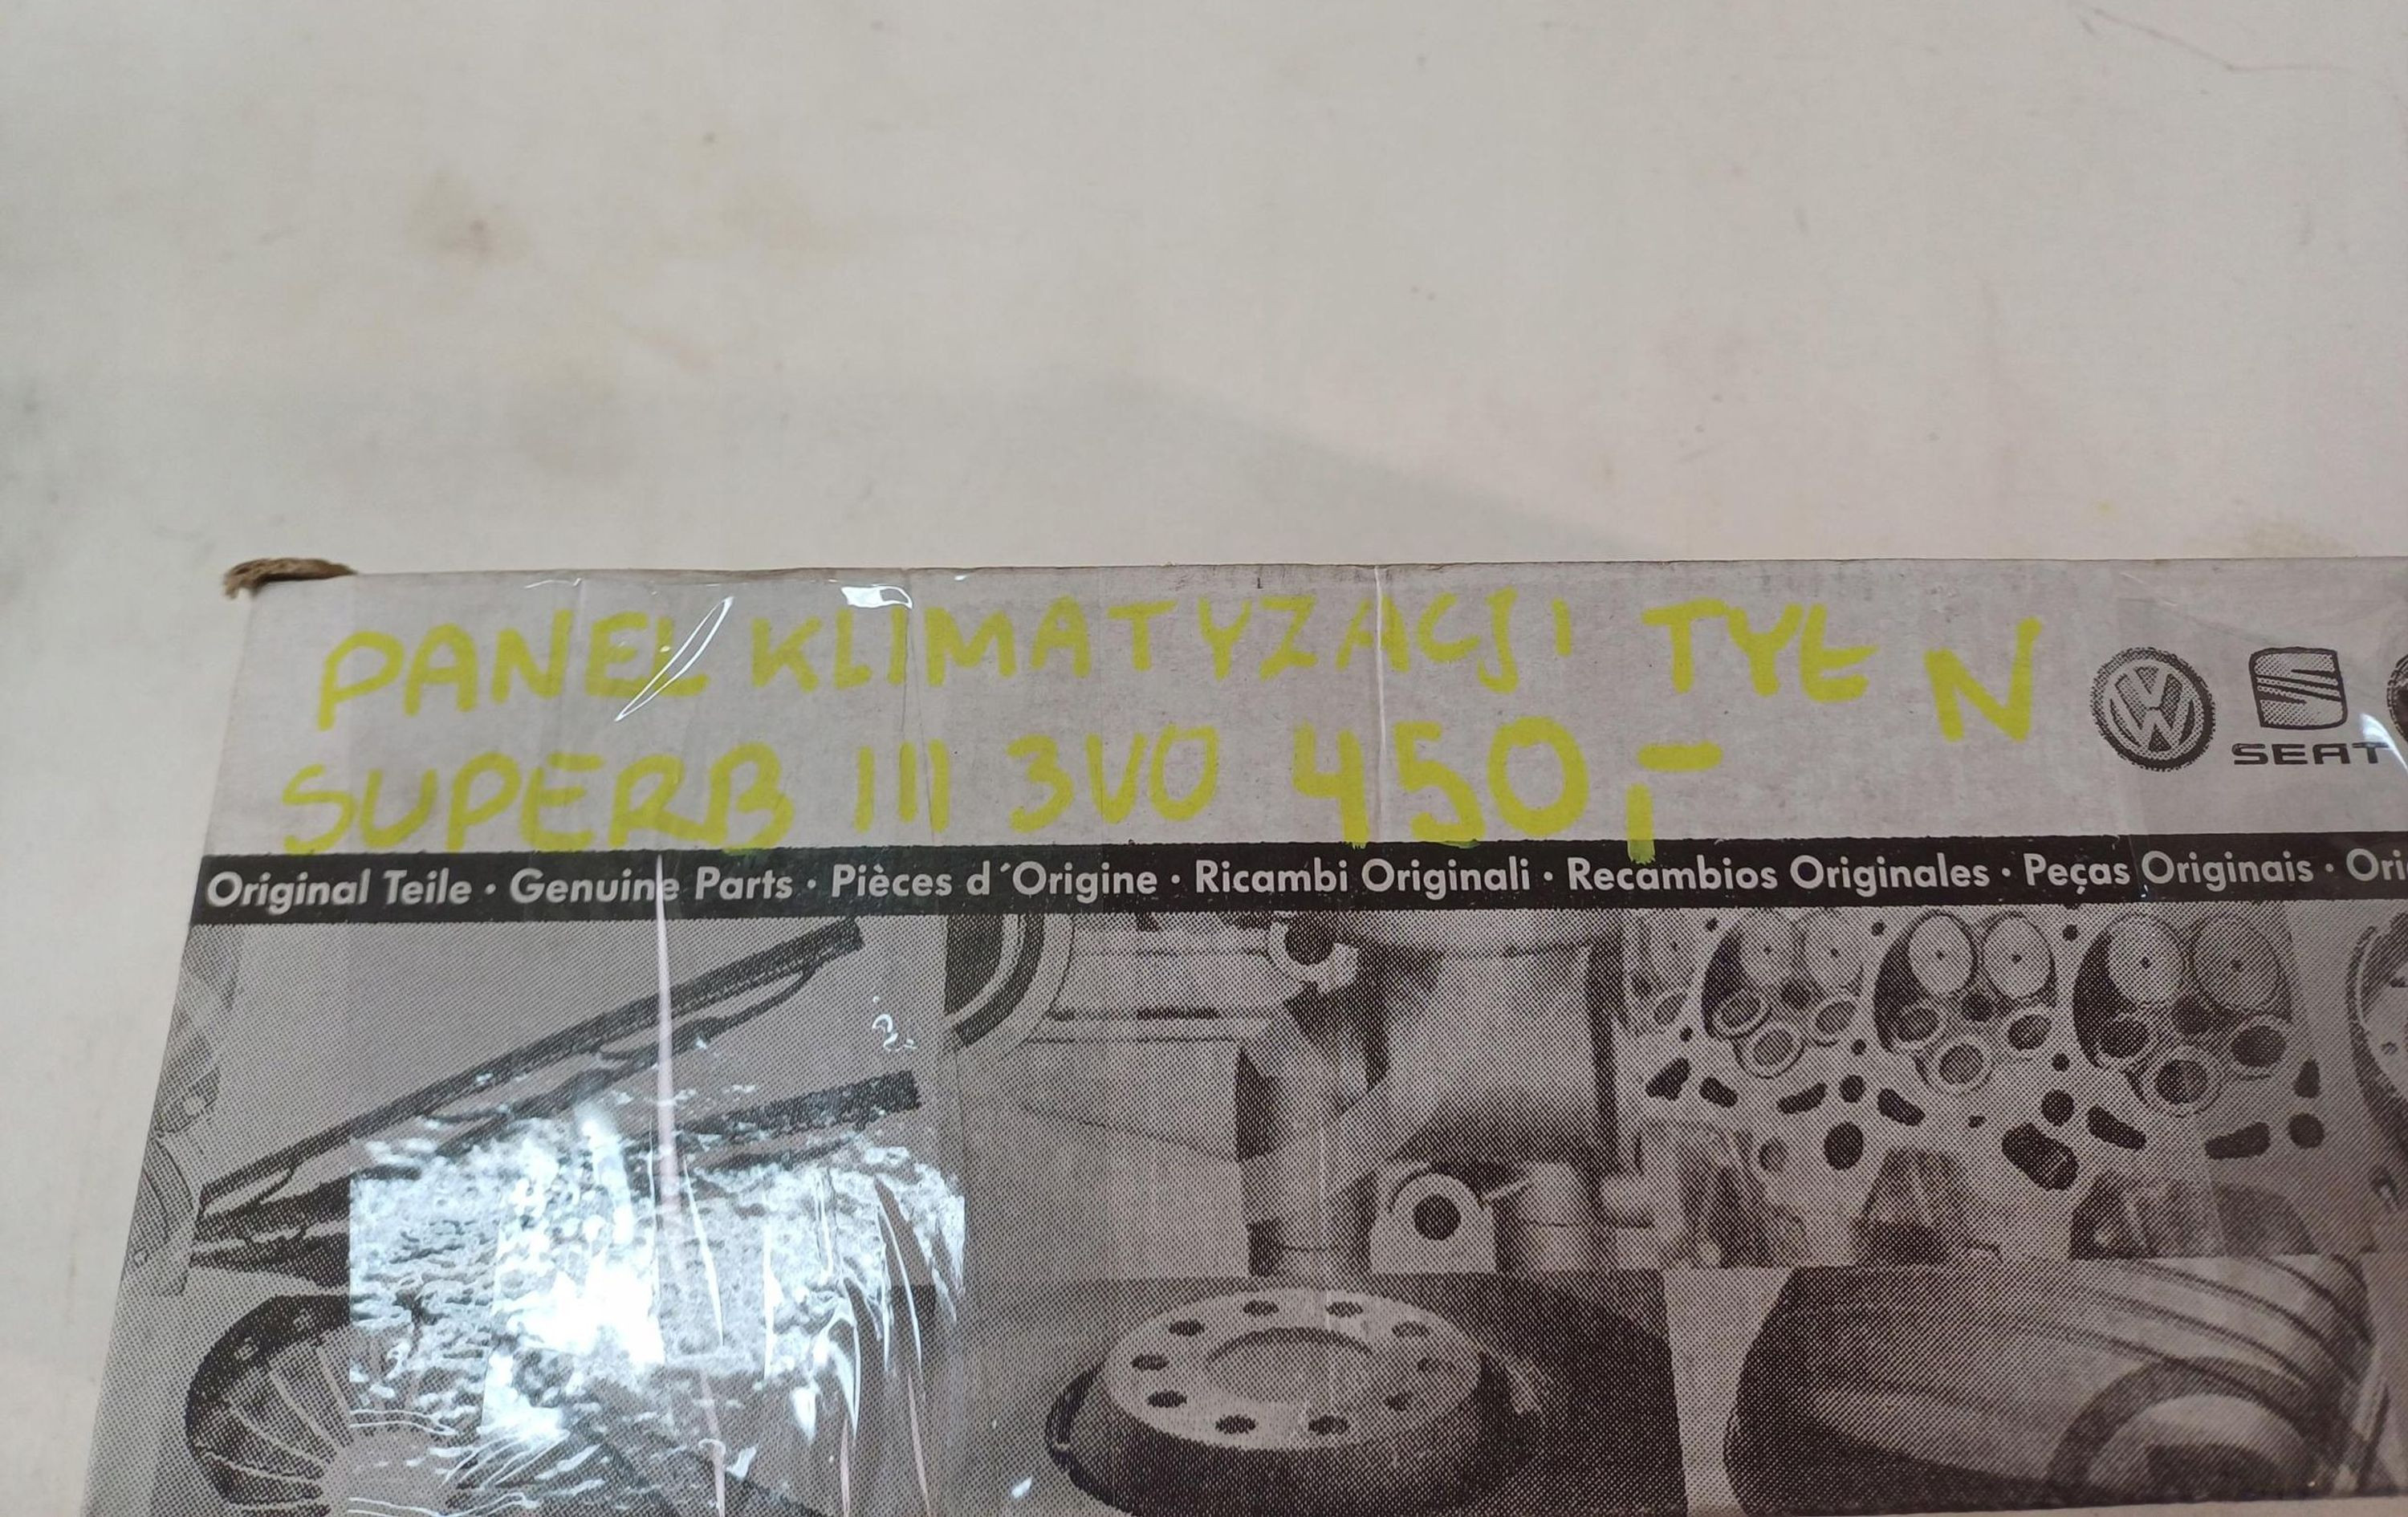 PANEL KLIMATYZACJI TYŁ N
SUPERB III 3V0 450,-
SEAT
Original Teile · Genuine Parts · Pièces d´Origine · Ricambi Originali · Recambios Originales · Peças Originais ·